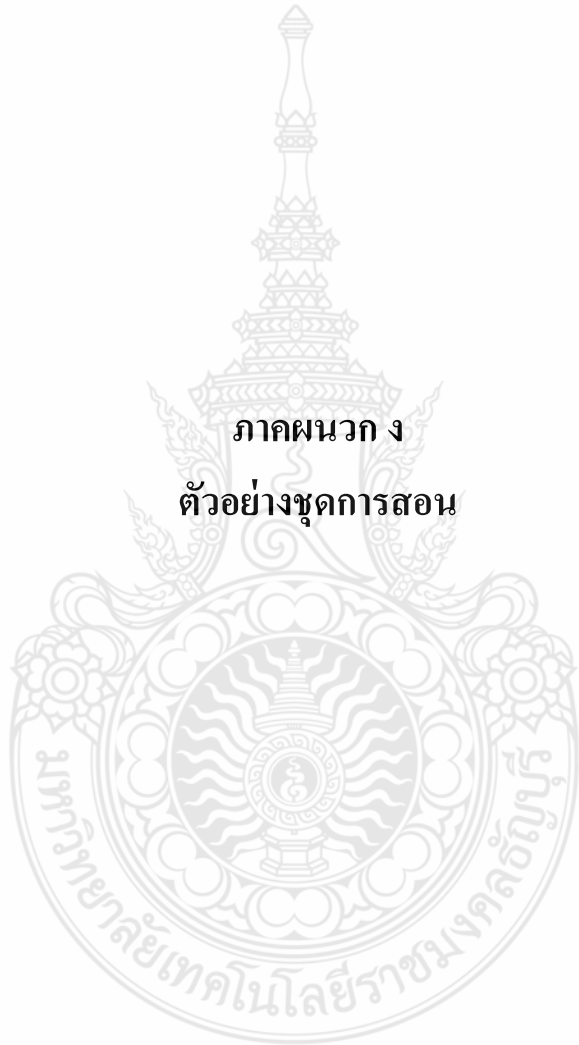 ภาคผนวก ง
ตัวอย่างชุดการสอน
มหาวิทยาลัยเทคโนโลยีราชมงคลธัญบุรี